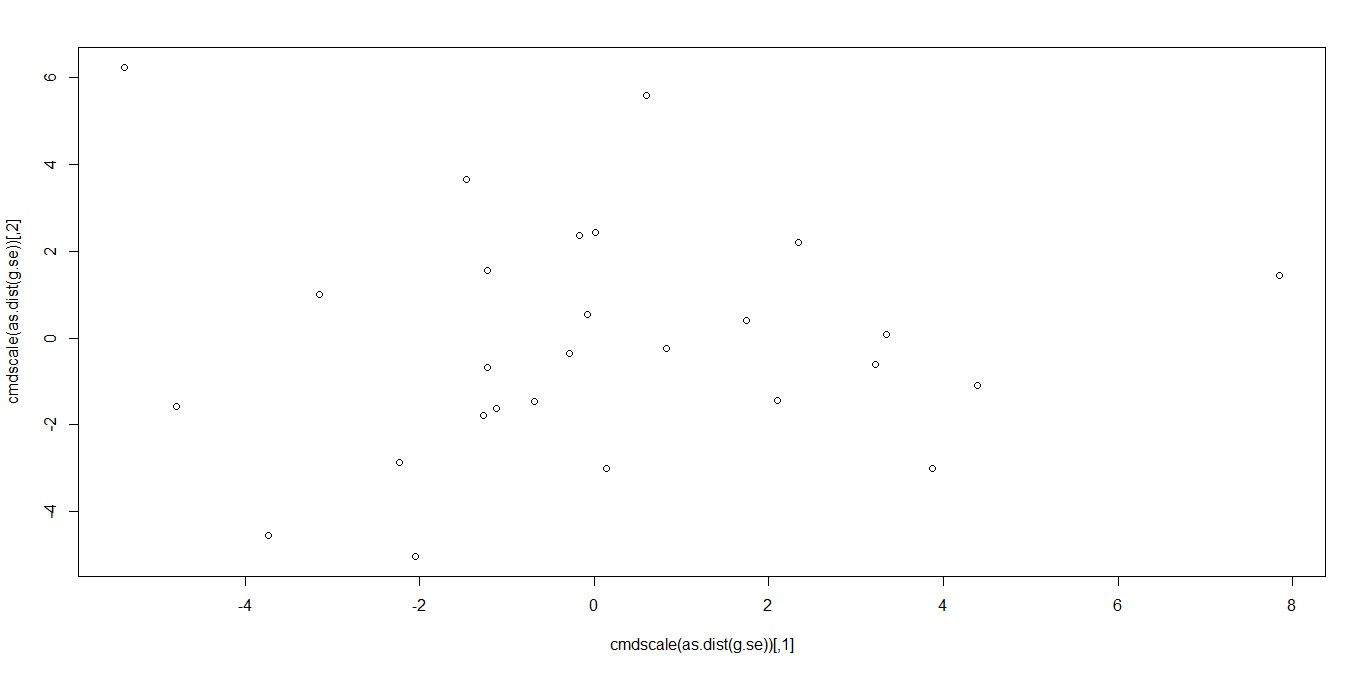 6
4
2
0
-2
-4
cmdscale(as.dist(g.se))[,2]
-4 -2 0 2 4 6 8
cmdscale(as.dist(g.se))[,1]